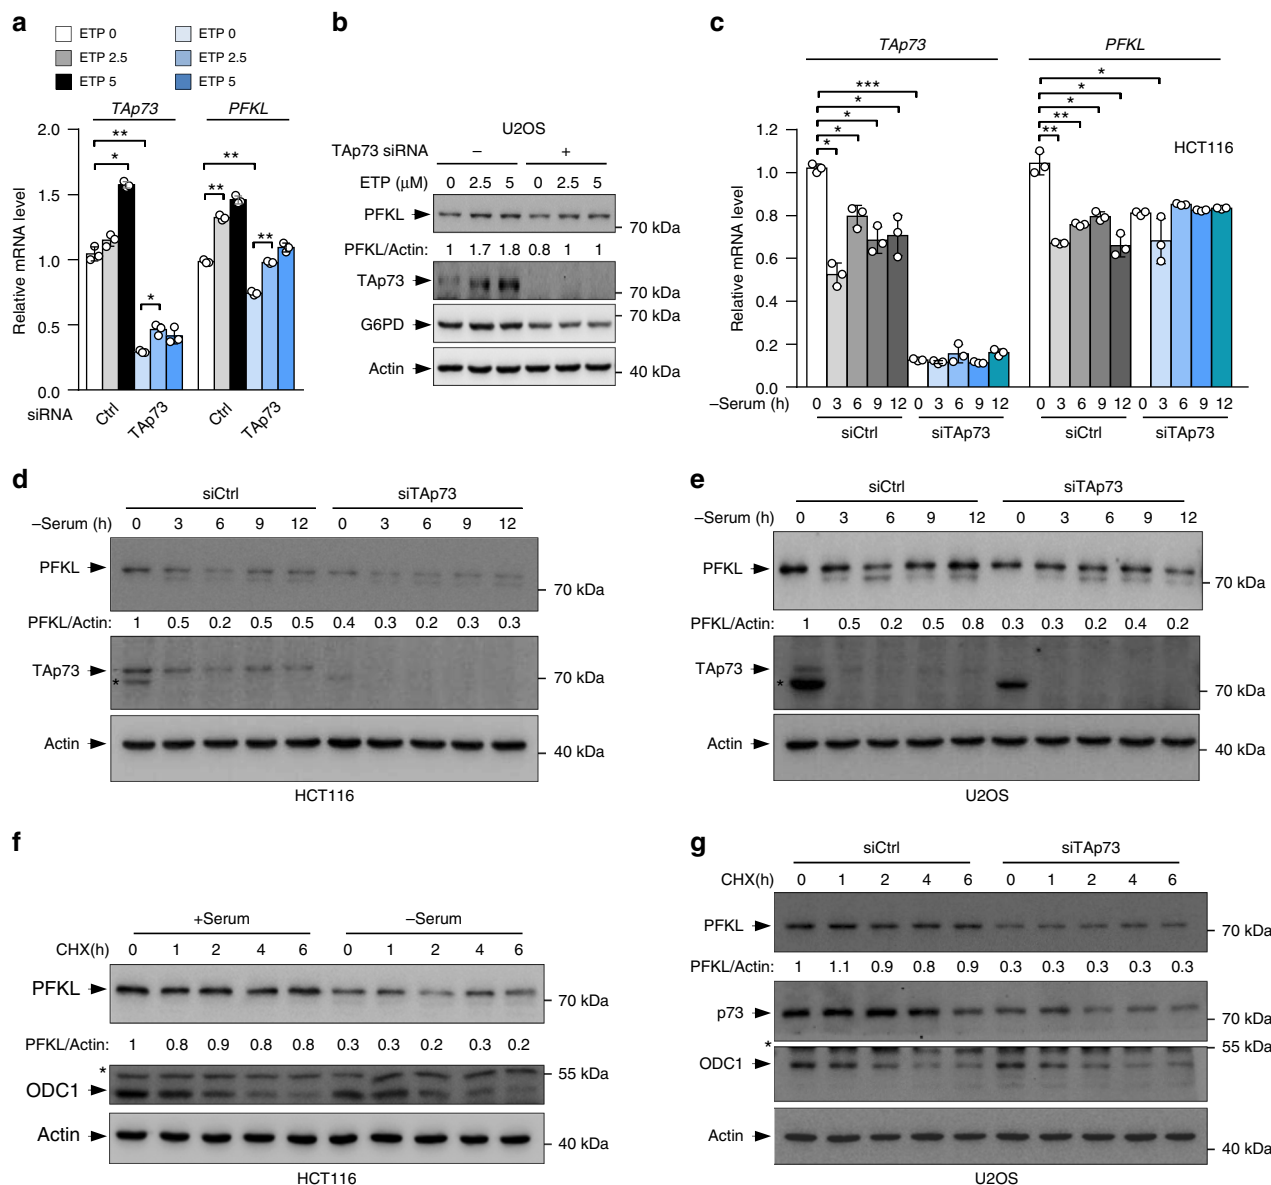 a
ETP 0
ETP 2.5
ETP 5
ETP 0
ETP 2.5
ETP 5
TAp73 PFKL
** ** * ** * **
Relative mRNA level
2.0
1.5
1.0
0.5
0.0
siRNA Ctrl TAp73 Ctrl TAp73
b
U2OS
TAp73 siRNA – +
ETP (μM) 0 2.5 5 0 2.5 5
PFKL 70 kDa
PFKL/Actin: 1 1.7 1.8 0.8 1 1
TAp73 70 kDa
G6PD 70 kDa
Actin 40 kDa
c
TAp73 PFKL
*** * * * *
* * * ** **
HCT116
Relative mRNA level
1.2
1.0
0.8
0.6
0.4
0.2
0.0
–Serum (h) 0 3 6 9 12 0 3 6 9 12 0 3 6 9 12 0 3 6 9 12
siCtrl siTAp73 siCtrl siTAp73
d
siCtrl siTAp73
–Serum (h) 0 3 6 9 12 0 3 6 9 12
PFKL 70 kDa
PFKL/Actin: 1 0.5 0.2 0.5 0.5 0.4 0.3 0.2 0.3 0.3
TAp73 70 kDa
*
Actin 40 kDa
HCT116
e
siCtrl siTAp73
–Serum (h) 0 3 6 9 12 0 3 6 9 12
PFKL 70 kDa
PFKL/Actin: 1 0.5 0.2 0.5 0.8 0.3 0.3 0.2 0.4 0.2
TAp73
* 70 kDa
Actin 40 kDa
U2OS
f
+Serum –Serum
CHX(h) 0 1 2 4 6 0 1 2 4 6
PFKL 70 kDa
PFKL/Actin: 1 0.8 0.9 0.8 0.8 0.3 0.3 0.2 0.3 0.2
* 55 kDa
ODC1
Actin 40 kDa
HCT116
g
siCtrl siTAp73
CHX(h) 0 1 2 4 6 0 1 2 4 6
PFKL 70 kDa
PFKL/Actin: 1 1.1 0.9 0.8 0.9 0.3 0.3 0.3 0.3 0.3
p73 70 kDa
* 55 kDa
ODC1
Actin 40 kDa
U2OS